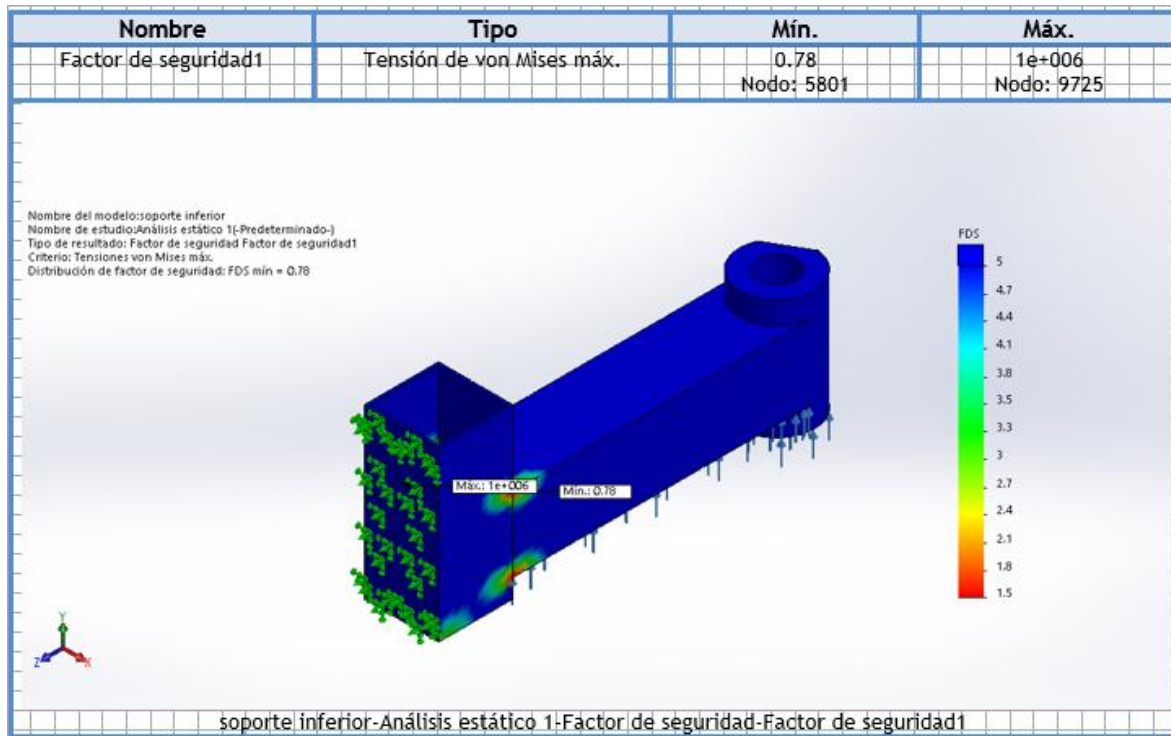 Nombre Tipo Mín. Máx.
Factor de seguridad1 Tensión de von Mises máx. 0.78 1e+006
Nodo: 5801 Nodo: 9725
Nombre del modelo:soporte inferior
Nombre de estudio:Análisis estático 1(-Predeterminado-)
Tipo de resultado: Factor de seguridad Factor de seguridad1
Criterio: Tensiones von Mises máx.
Distribución de factor de seguridad: FDS mín = 0.78
FDS
5
4.7
4.4
4.1
3.8
3.5
3.3
3
2.7
2.4
2.1
1.8
1.5
Máx.: 1e+006
Mín.: 0.78
Y
Z
X
soporte inferior-Análisis estático 1-Factor de seguridad-Factor de seguridad1